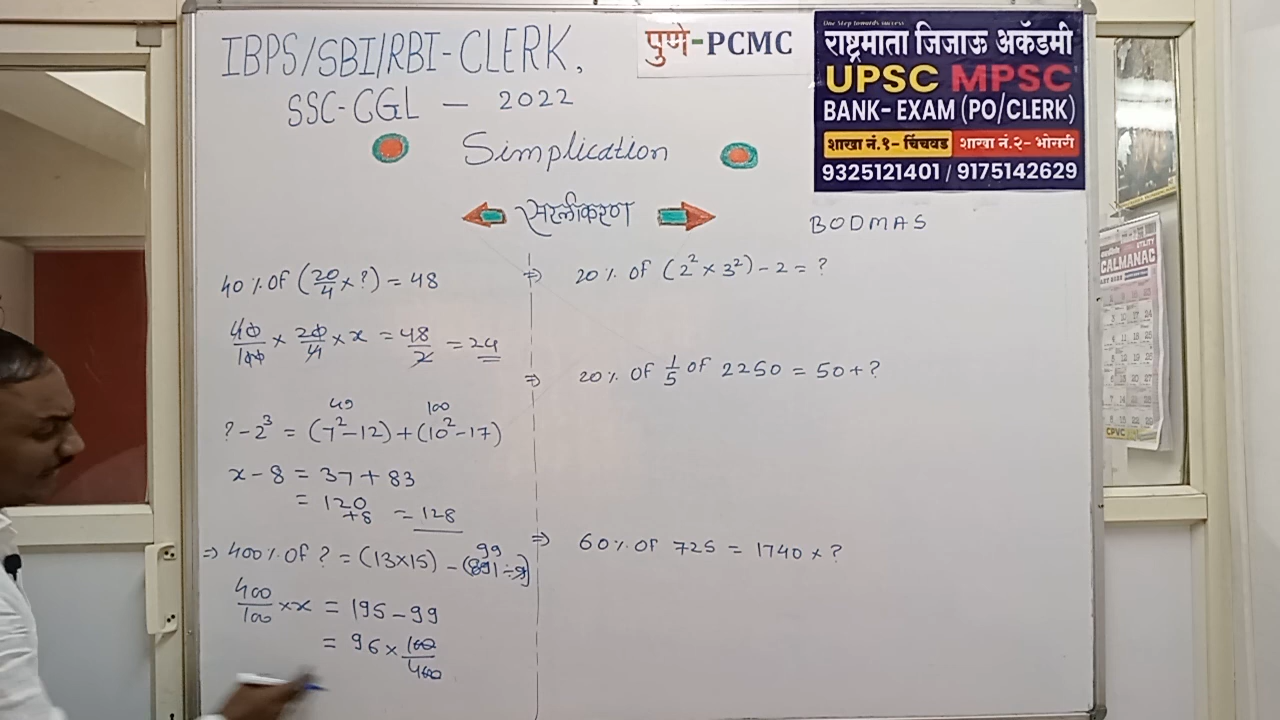 IBPS/SBI/RBI-CLERK,
SSC-CGL - 2022
Simplication
सरलीकरण
पुणे-PCMC
One Step towards success
राष्ट्रमाता जिजाऊ अकॅडमी
UPSC MPSC
BANK-EXAM (PO/CLERK)
शाखा नं.१- चिंचवड शाखा नं.२- भोसरी
9325121401 / 9175142629
BODMAS
CALMANAC
40% OF (20/4 × ?) = 48
40/100 × 20/4 × x = 48/2 = 24
49 100
? - 2³ = (7² - 12) + (10² - 17)
x - 8 = 37 + 83
= 120
+8 = 128
99
⇒ 400% OF ? = (13×15) - (891 ÷ 9)
400/100 × x = 195 - 99
= 96 × 100/400
⇒ 20% OF (2² × 3²) - 2 = ?
⇒ 20% OF 1/5 OF 2250 = 50 + ?
⇒ 60% OF 725 = 1740 × ?